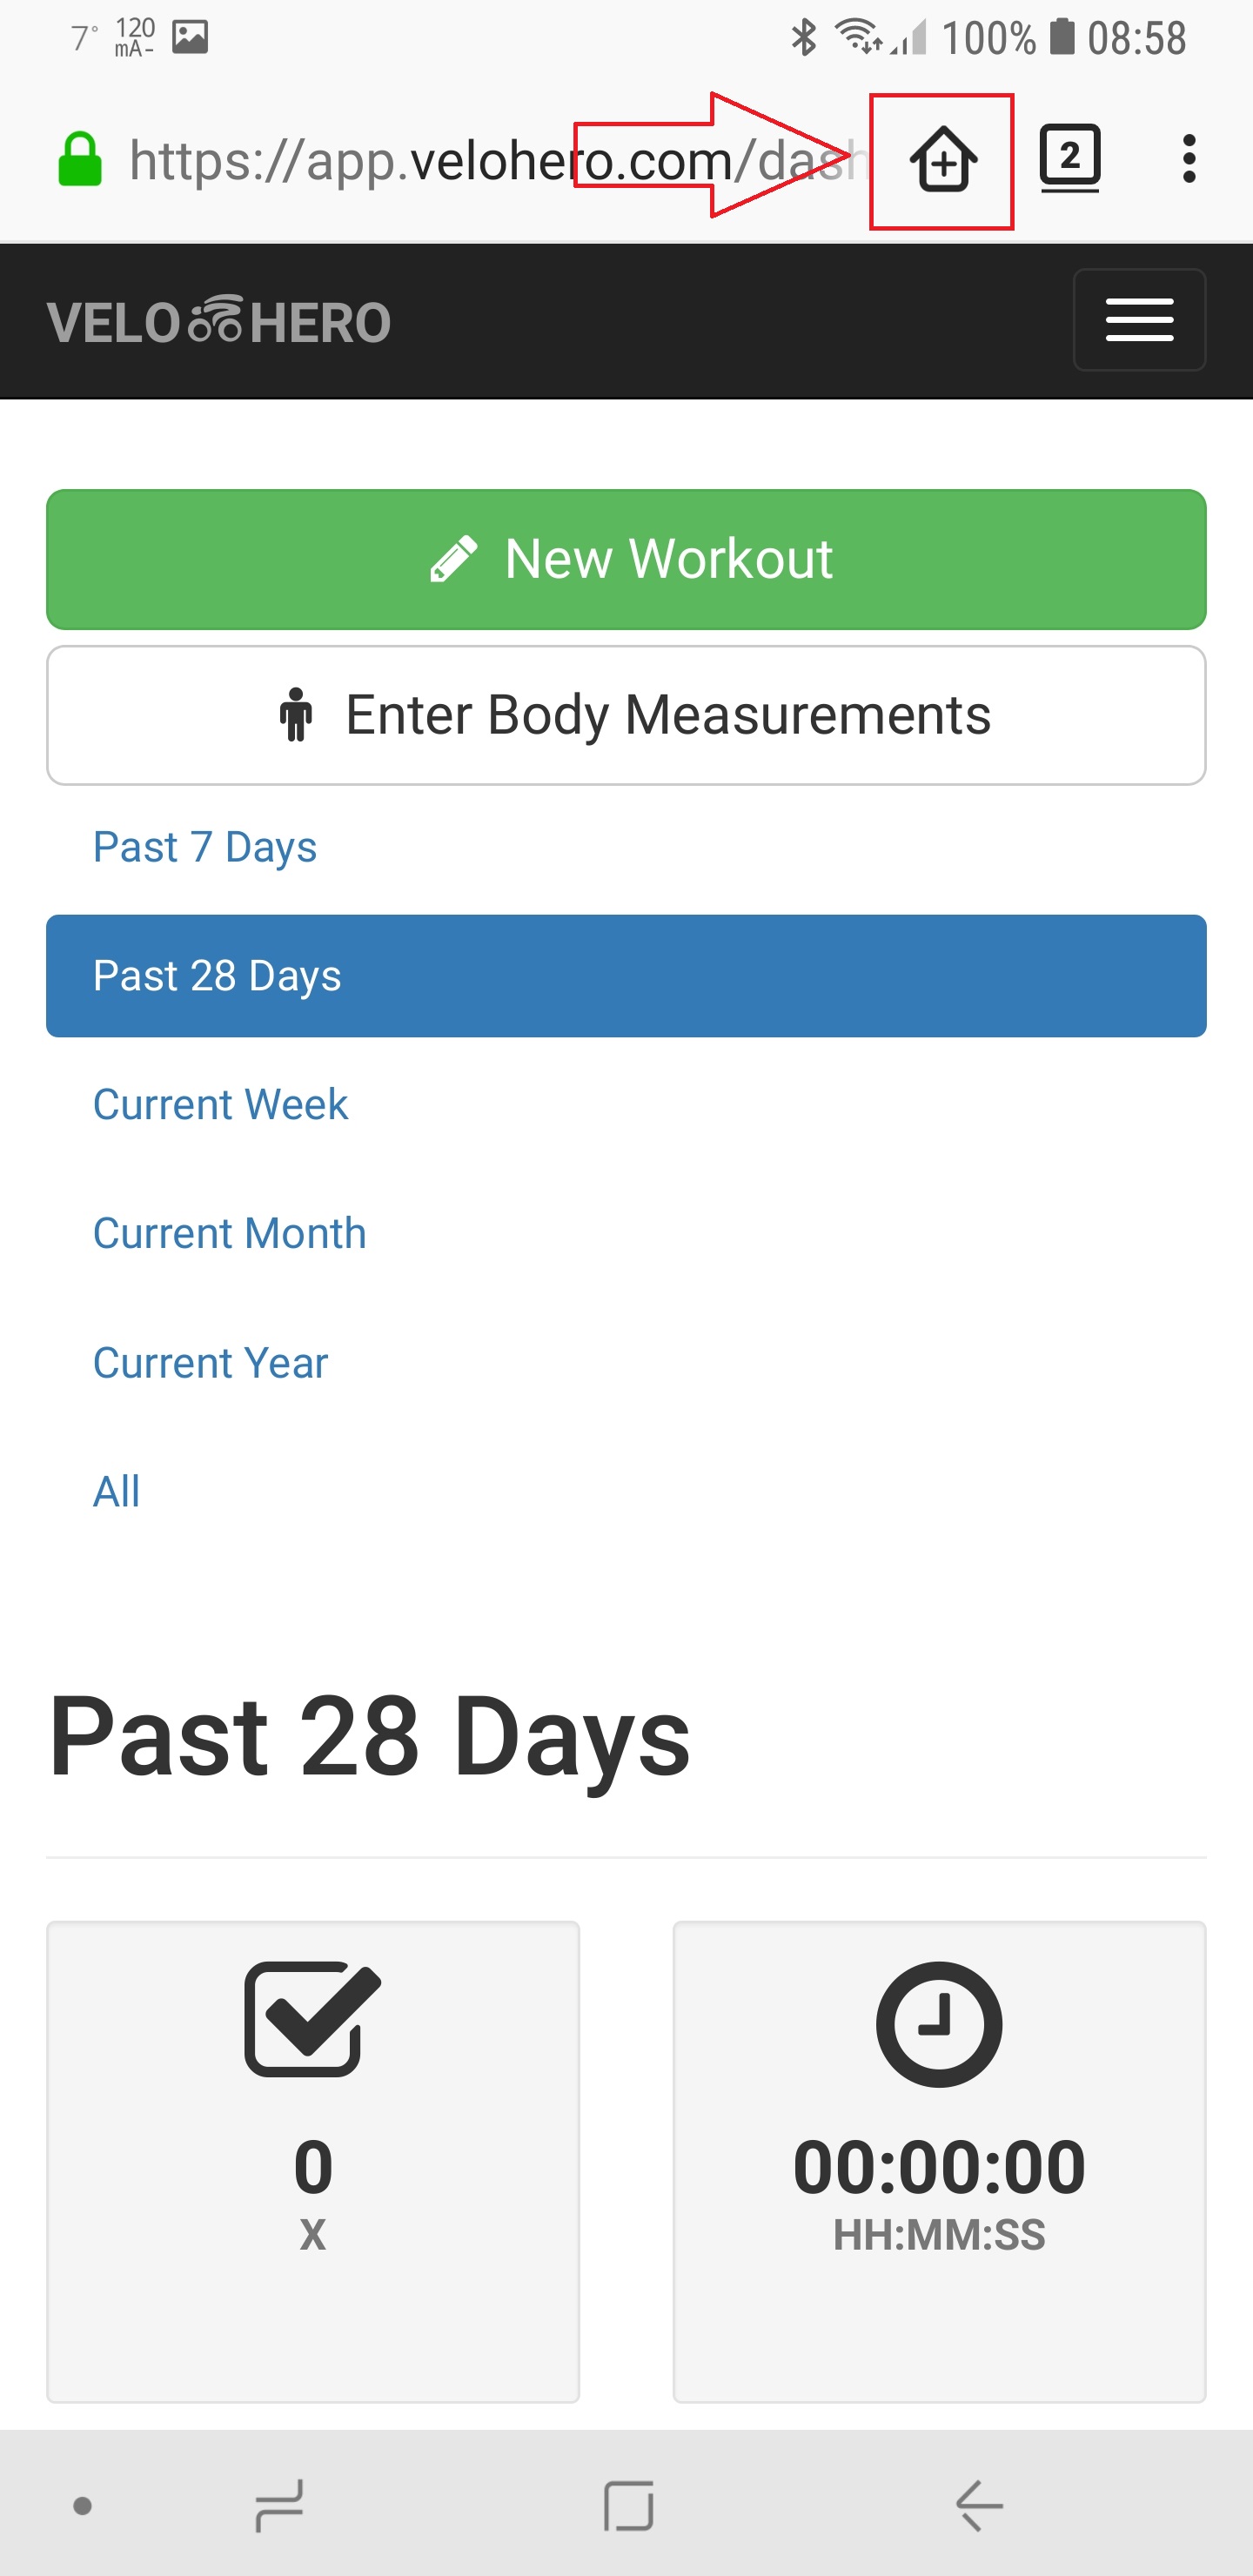 7° 120 mA- 100% 08:58
https://app.velohero.com/dash
2
VELO HERO
New Workout
Enter Body Measurements
Past 7 Days
Past 28 Days
Current Week
Current Month
Current Year
All
Past 28 Days
0 00:00:00
X HH:MM:SS